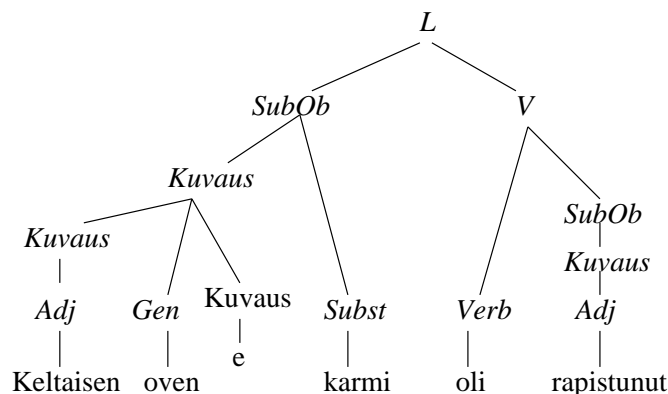 L
SubOb V
Kuvaus
SubOb
Kuvaus
Kuvaus
Kuvaus
Adj Gen Subst Verb Adj
e
Keltaisen oven karmi oli rapistunut